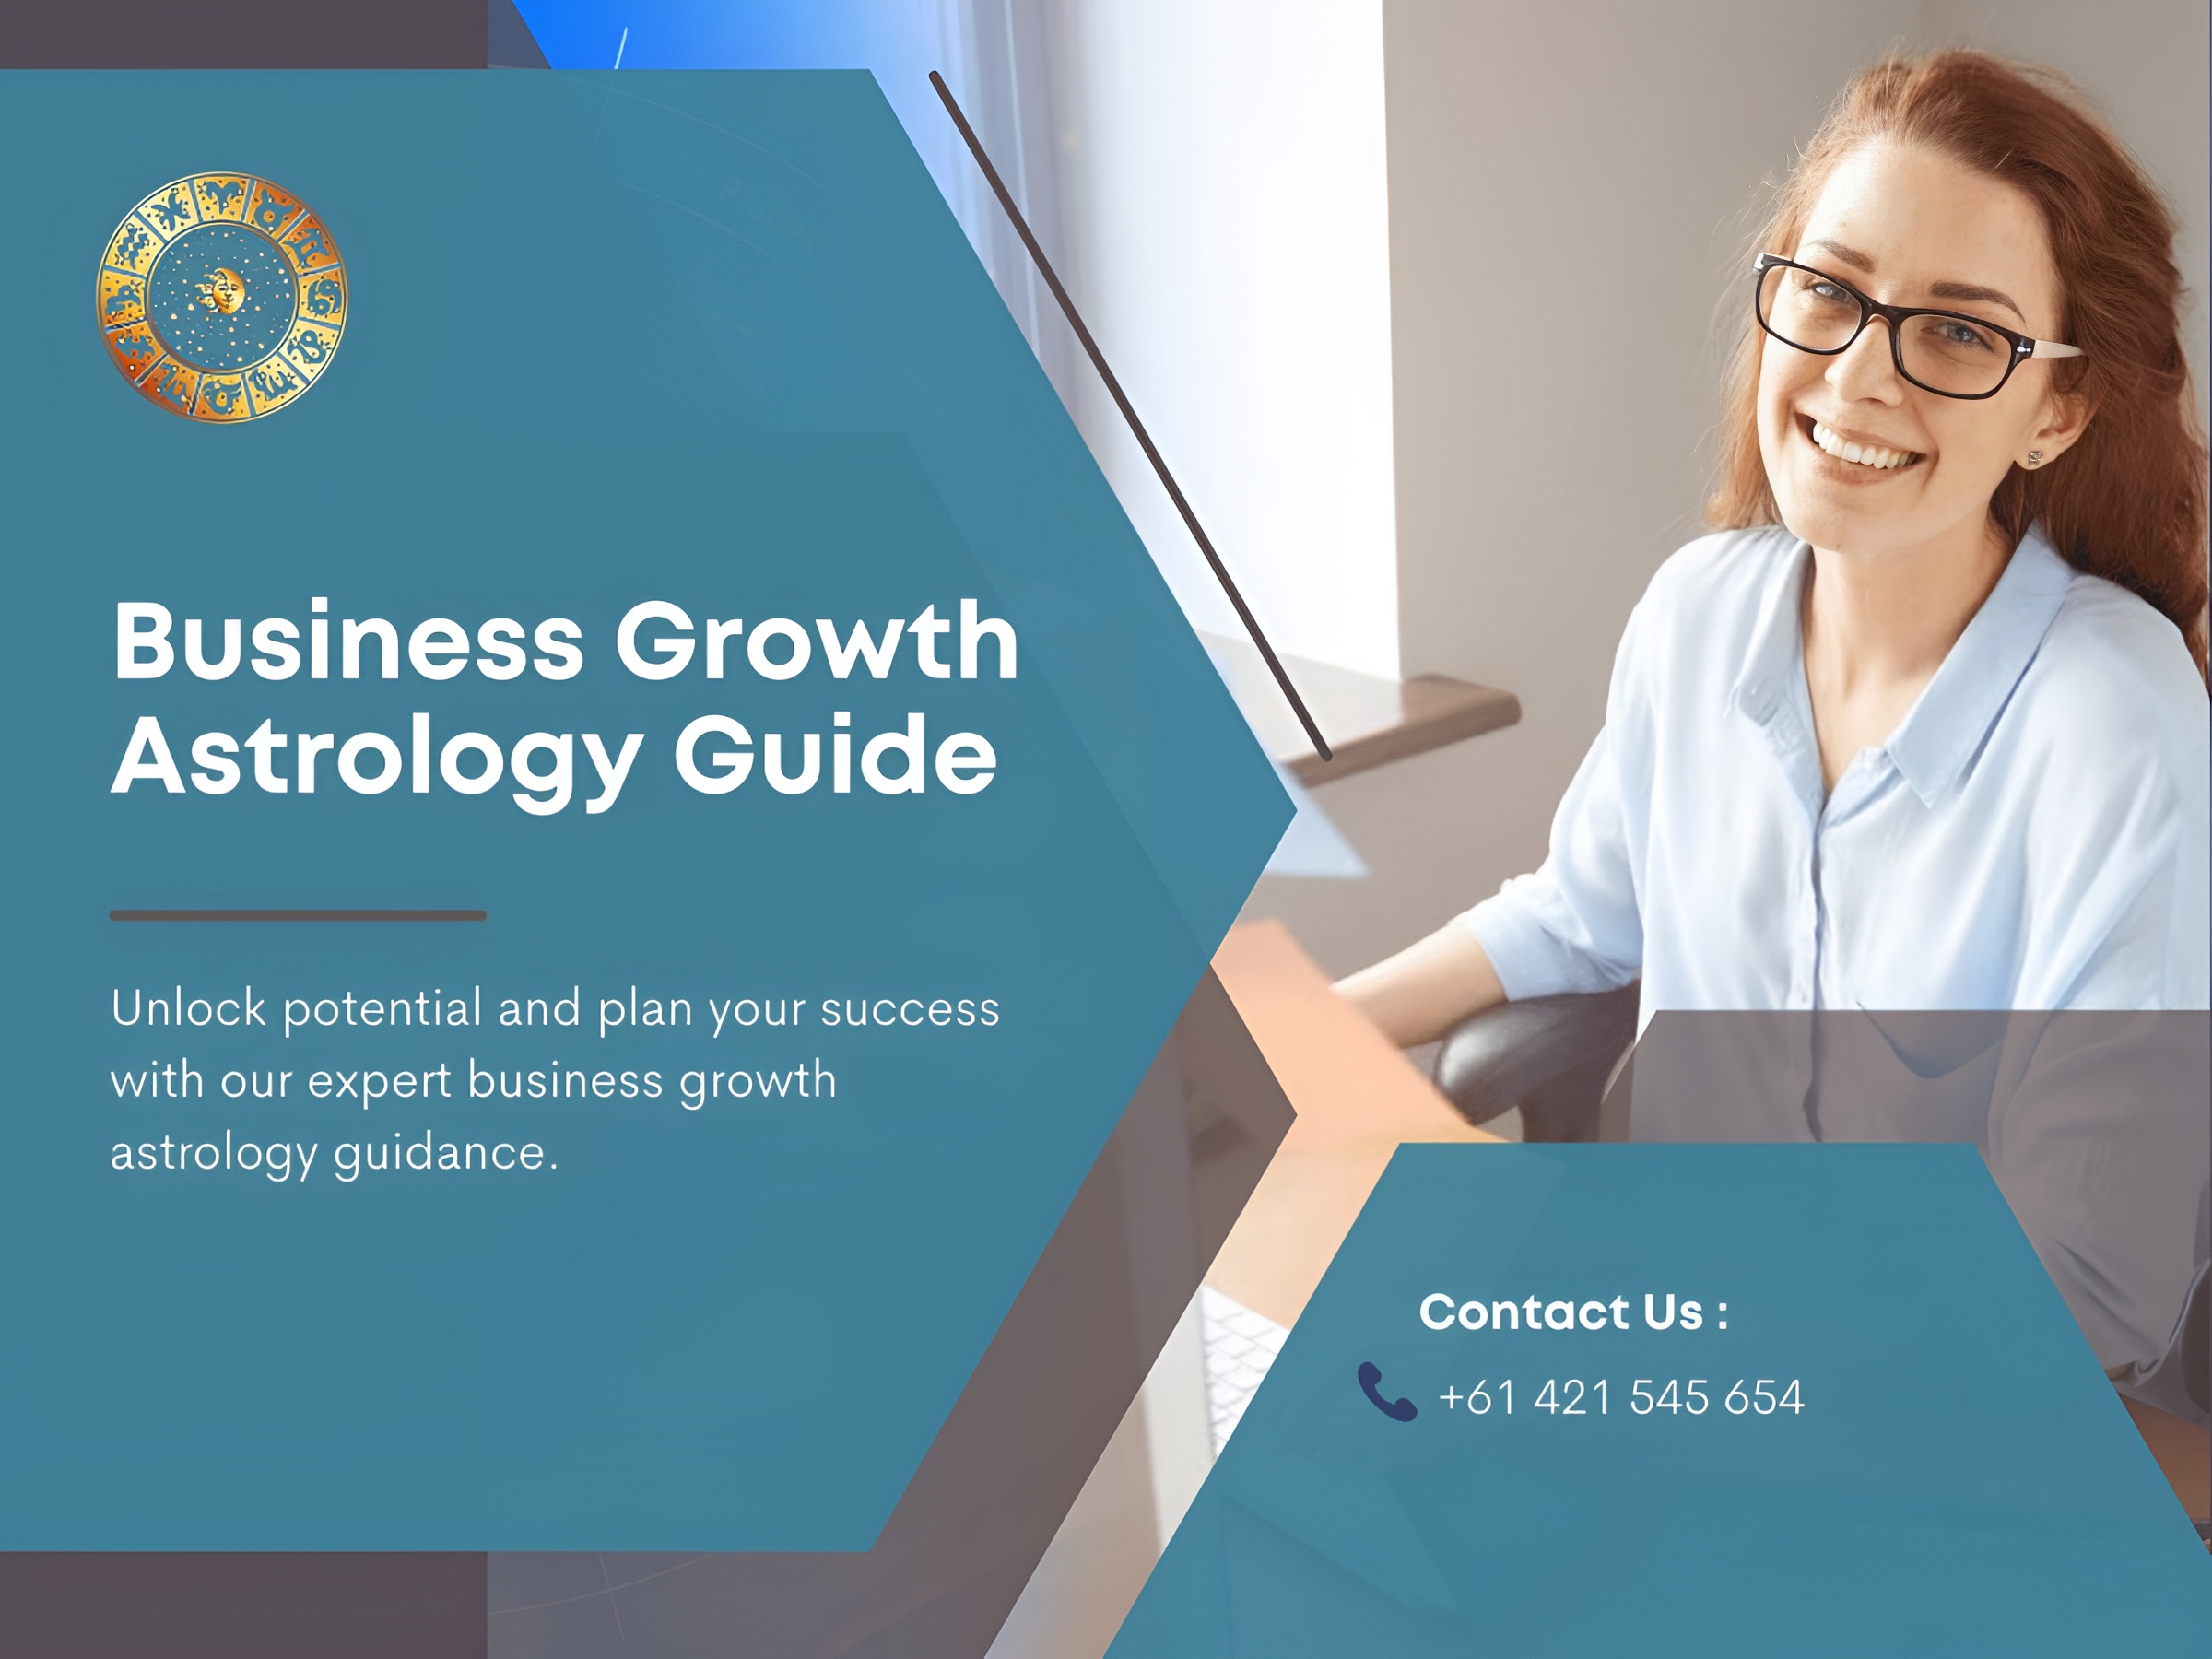 Business Growth
Astrology Guide
Unlock potential and plan your success
with our expert business growth
astrology guidance.
Contact Us :
+61 421 545 654